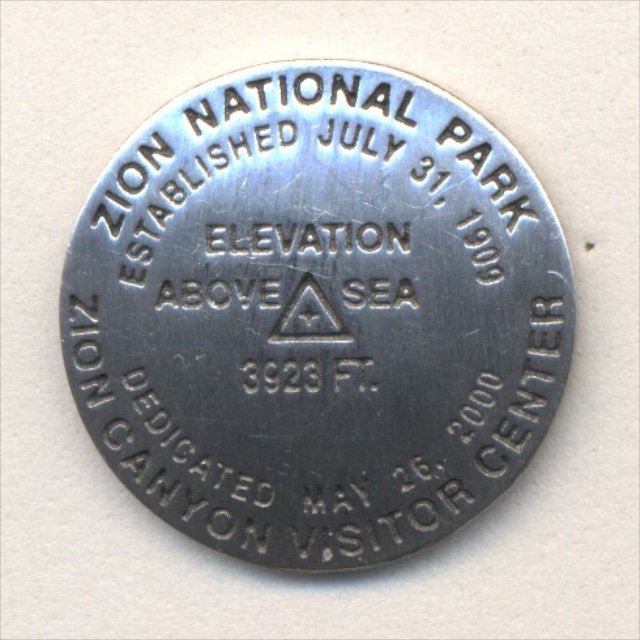 ZION NATIONAL PARK
ESTABLISHED JULY 31, 1909
ELEVATION
ABOVE SEA
3923 FT.
DEDICATED MAY 26, 2000
ZION CANYON VISITOR CENTER